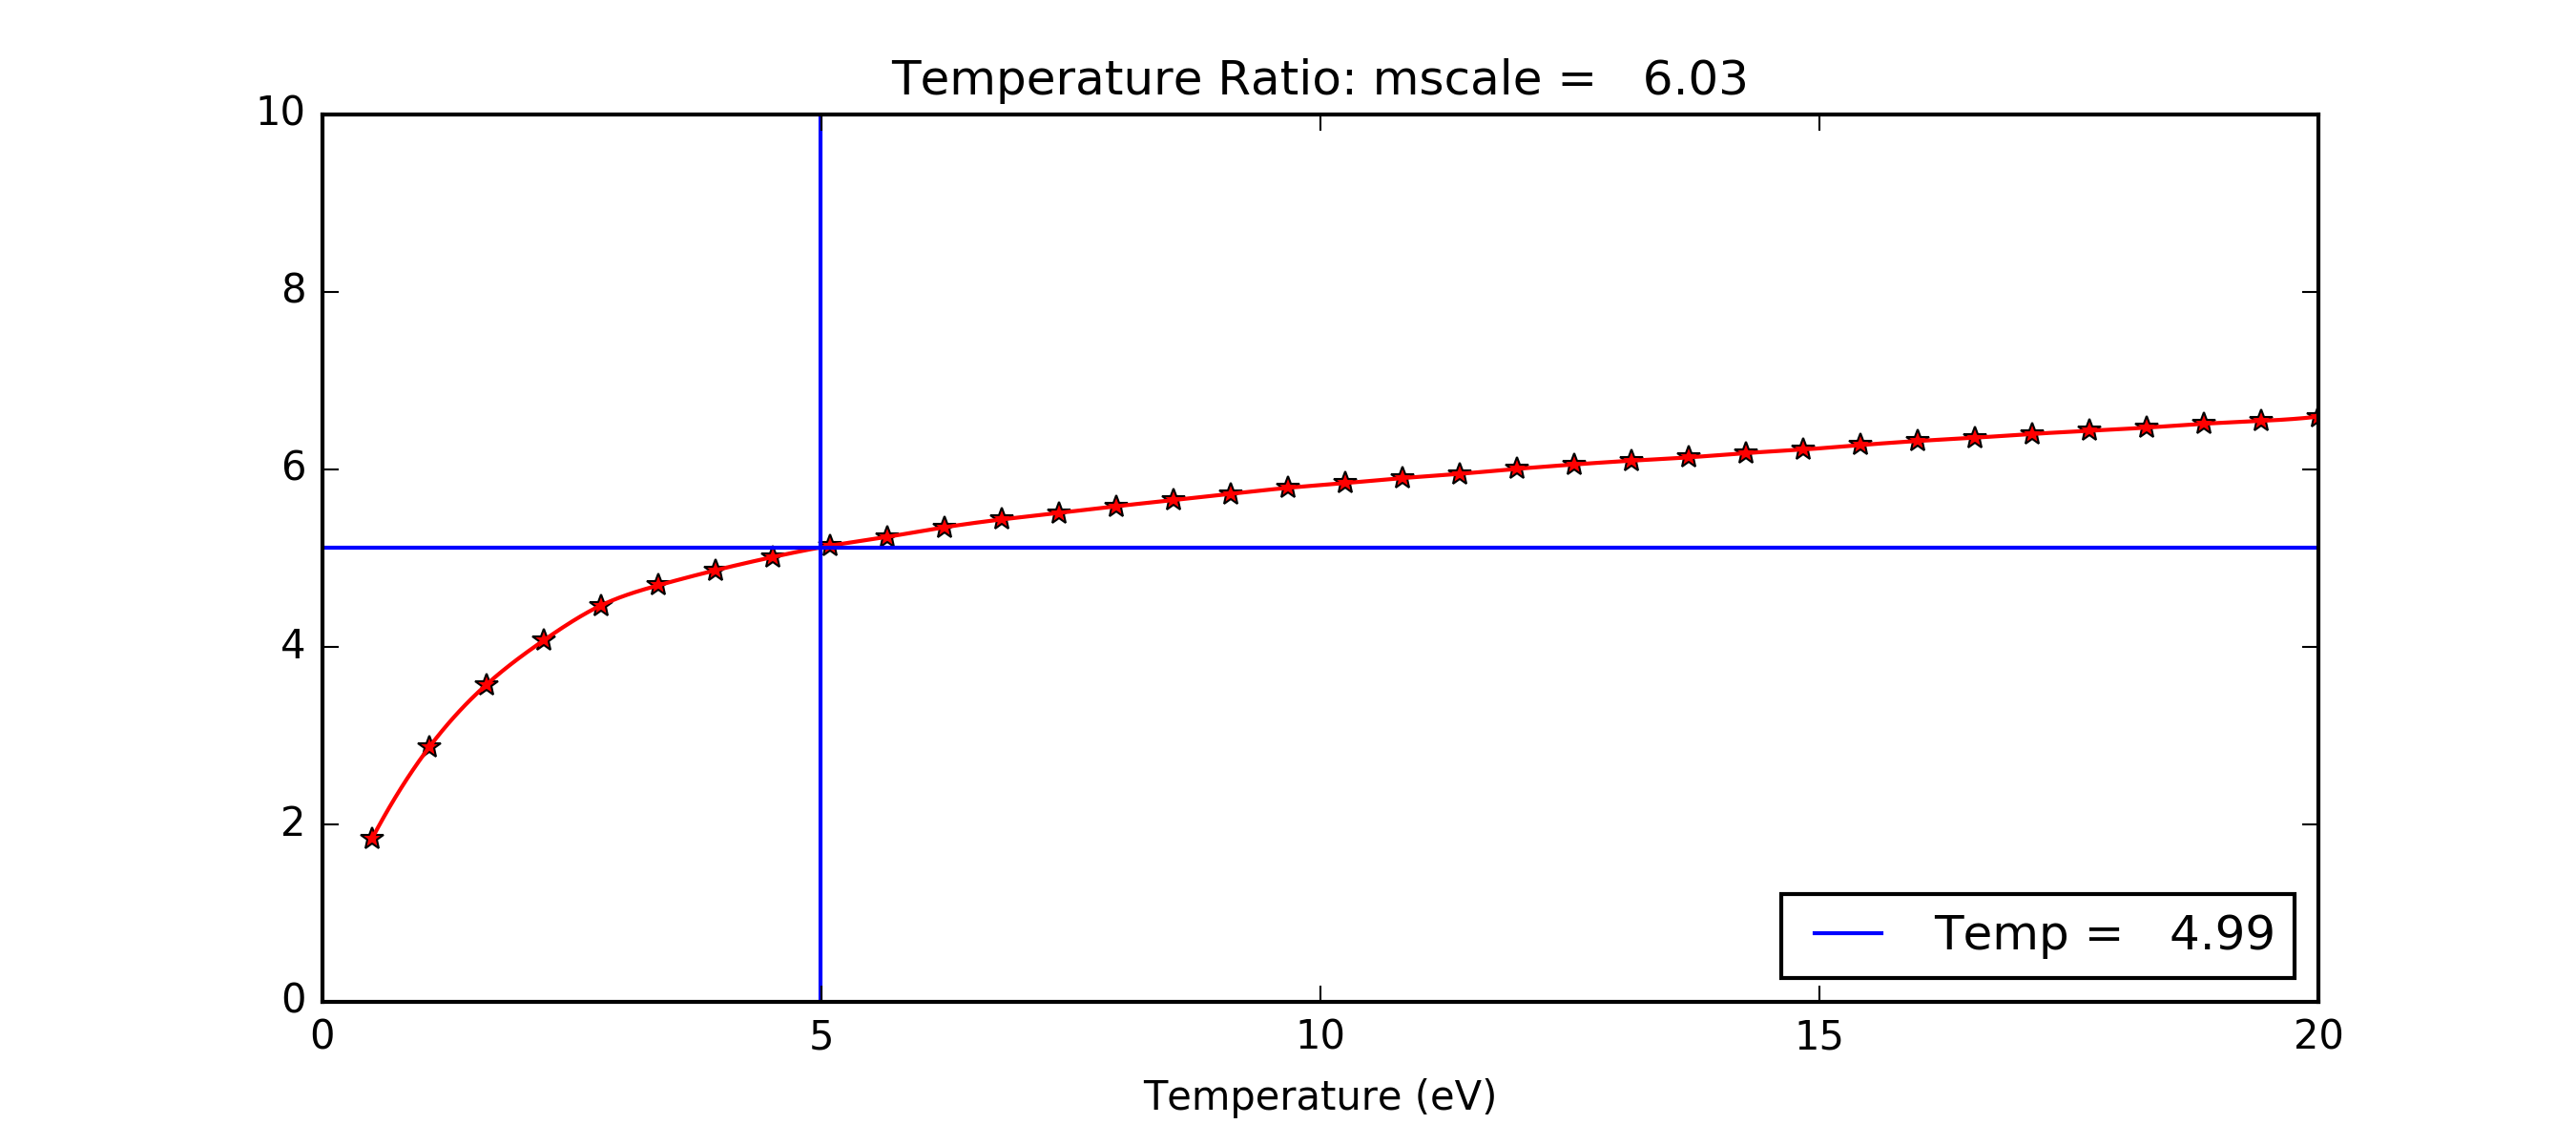 Temperature Ratio: mscale =   6.03
10
8
6
4
2
0
0 5 10 15 20
Temperature (eV)
Temp =   4.99